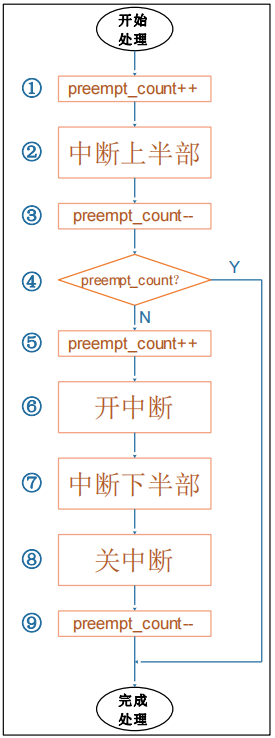 开始
处理
① preempt_count++
② 中断上半部
③ preempt_count--
④ preempt_count?
Y
N
⑤ preempt_count++
⑥ 开中断
⑦ 中断下半部
⑧ 关中断
⑨ preempt_count--
完成
处理